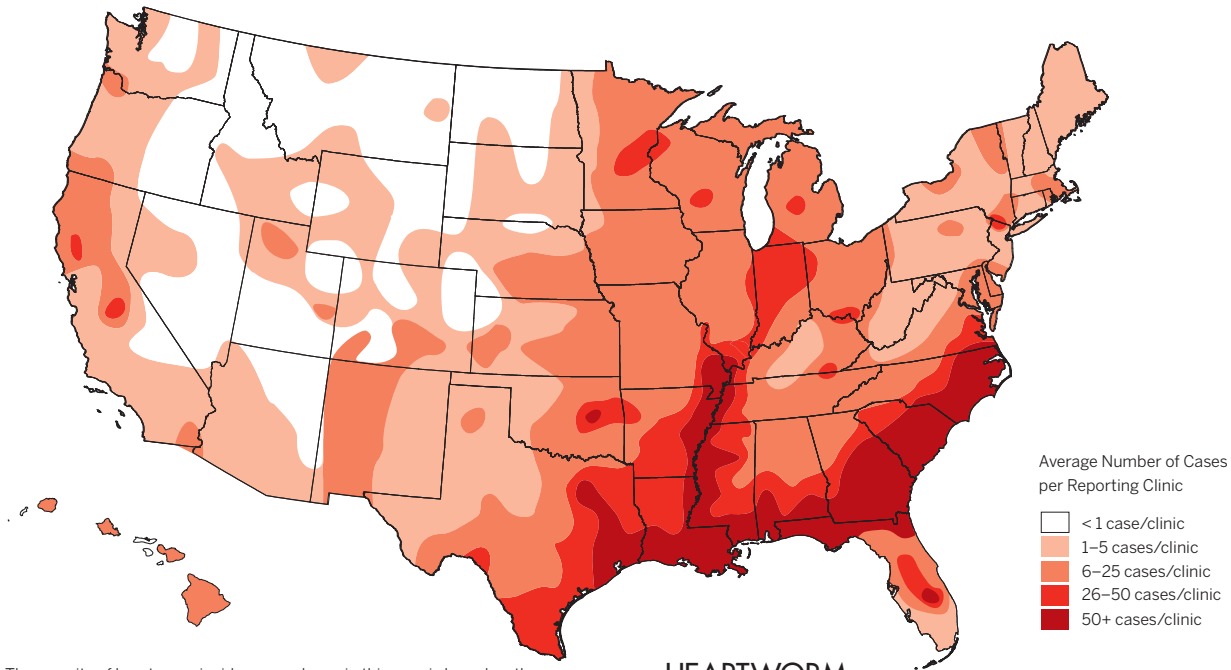 Average Number of Cases
per Reporting Clinic
< 1 case/clinic
1–5 cases/clinic
6–25 cases/clinic
26–50 cases/clinic
50+ cases/clinic
HEARTWORM